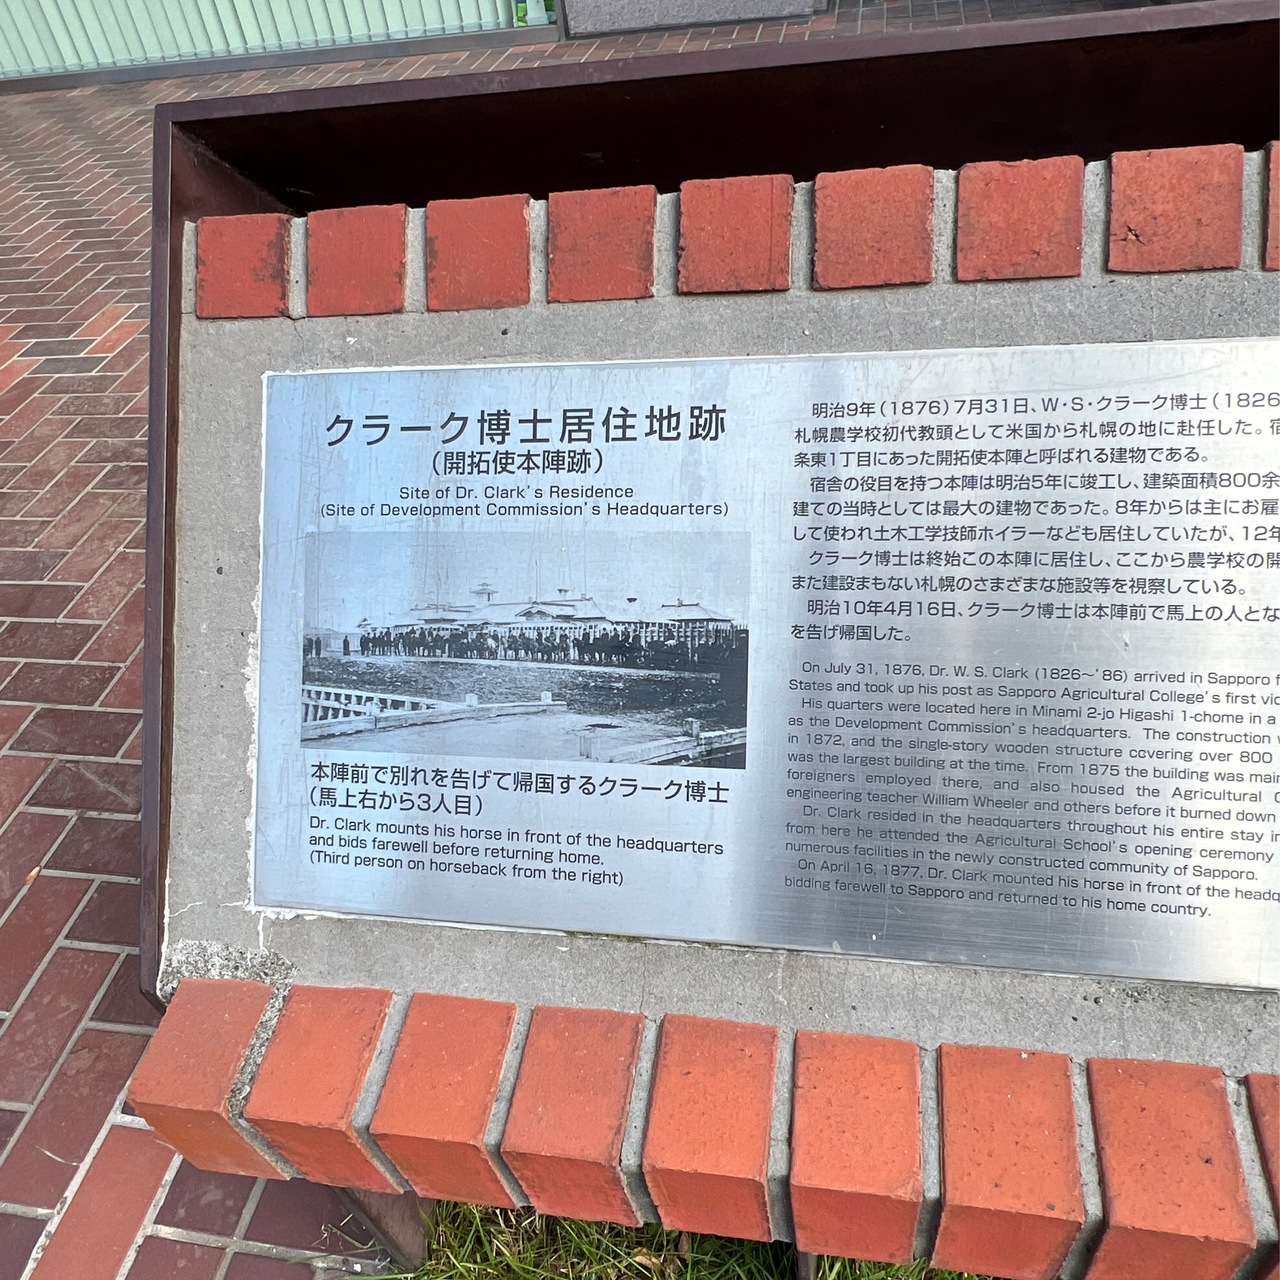 クラーク博士居住地跡
(開拓使本陣跡)
Site of Dr. Clark's Residence
(Site of Development Commission's Headquarters)
本陣前で別れを告げて帰国するクラーク博士
(馬上右から3人目)
Dr. Clark mounts his horse in front of the headquarters
and bids farewell before returning home.
(Third person on horseback from the right)
明治9年(1876)7月31日、W・S・クラーク博士(1826
札幌農学校初代教頭として米国から札幌の地に赴任した。宿
条東1丁目にあった開拓使本陣と呼ばれる建物である。
宿舎の役目を持つ本陣は明治5年に竣工し、建築面積800余
建ての当時としては最大の建物であった。8年からは主にお雇
して使われ土木工学技師ホイラーなども居住していたが、12年
クラーク博士は終始この本陣に居住し、ここから農学校の開
また建設まもない札幌のさまざまな施設等を視察している。
明治10年4月16日、クラーク博士は本陣前で馬上の人とな
を告げ帰国した。
On July 31, 1876, Dr. W. S. Clark (1826～'86) arrived in Sapporo f
States and took up his post as Sapporo Agricultural College's first vi
His quarters were located here in Minami 2-jo Higashi 1-chome in a
as the Development Commission's headquarters. The construction
in 1872, and the single-story wooden structure covering over 800
was the largest building at the time. From 1875 the building was main
foreigners employed there, and also housed the Agricultural C
engineering teacher William Wheeler and others before it burned down
Dr. Clark resided in the headquarters throughout his entire stay in
from here he attended the Agricultural School's opening ceremony
numerous facilities in the newly constructed community of Sapporo.
On April 16, 1877, Dr. Clark mounted his horse in front of the headq
bidding farewell to Sapporo and returned to his home country.